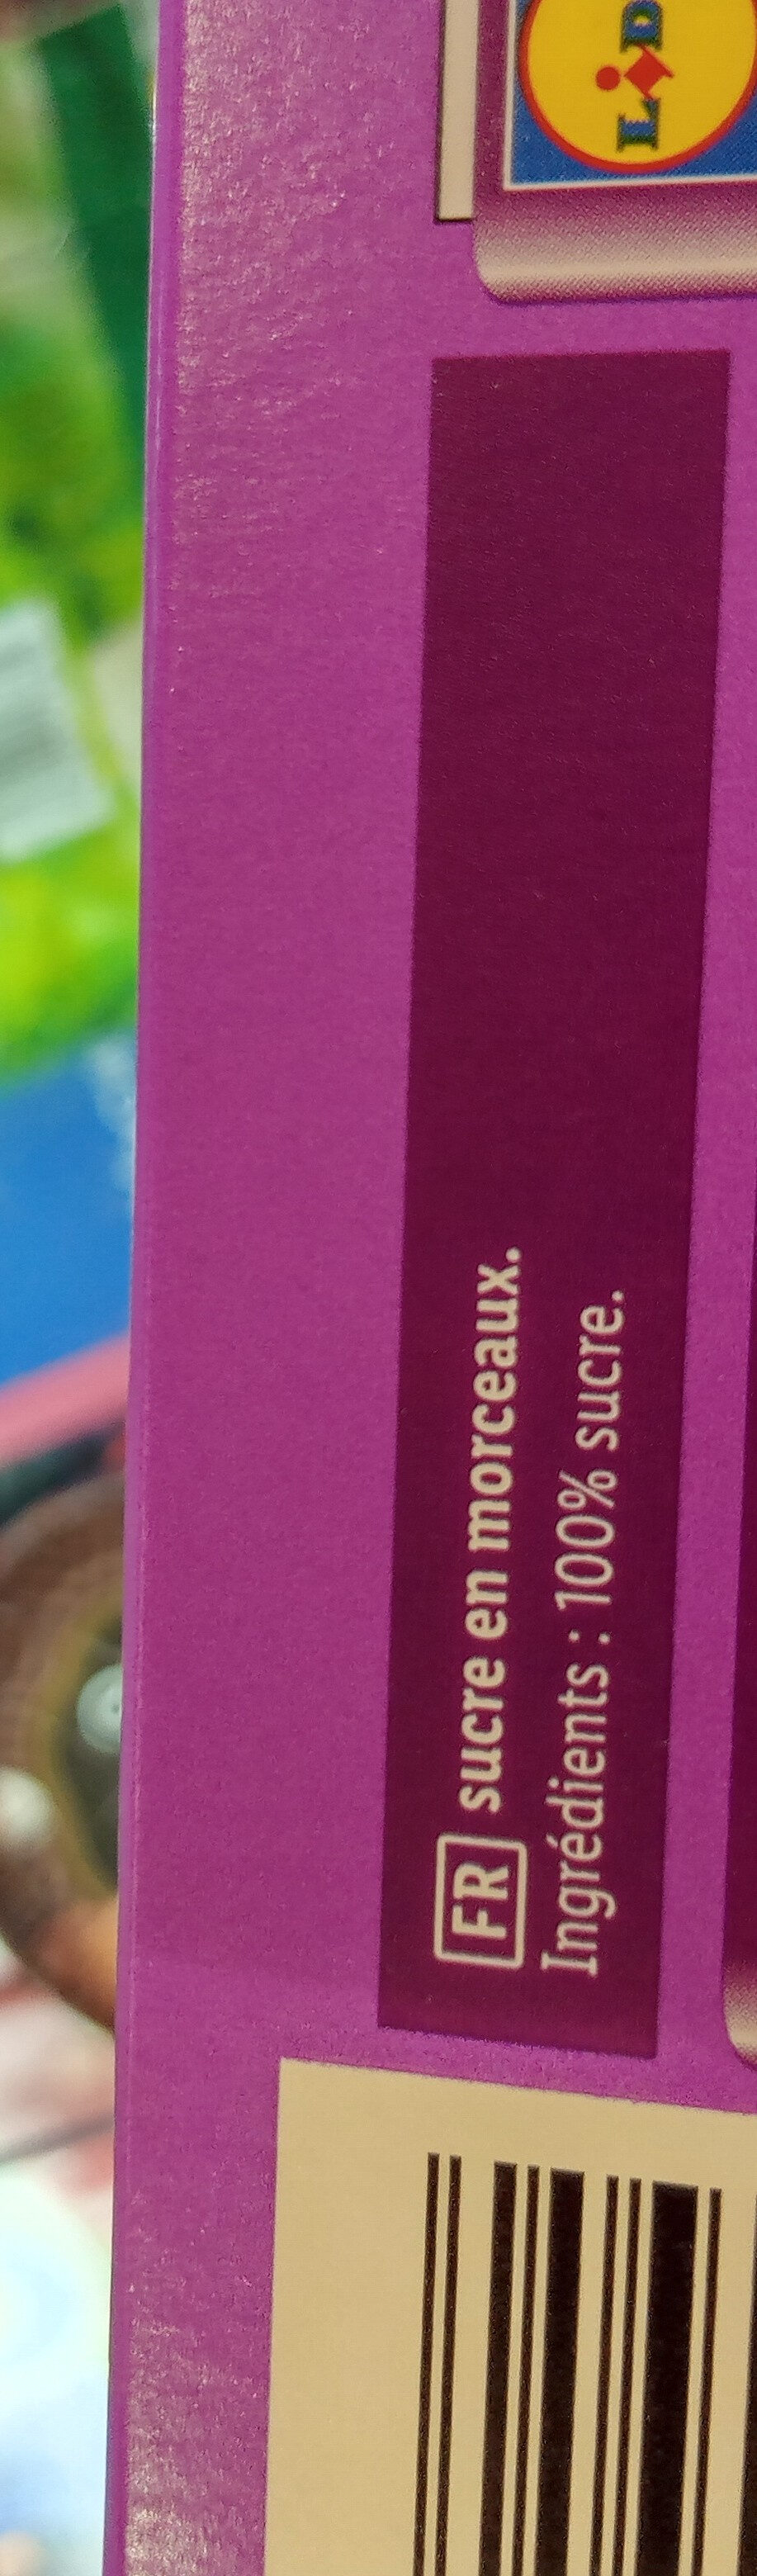 FR sucre en morceaux.
Ingrédients : 100% sucre.